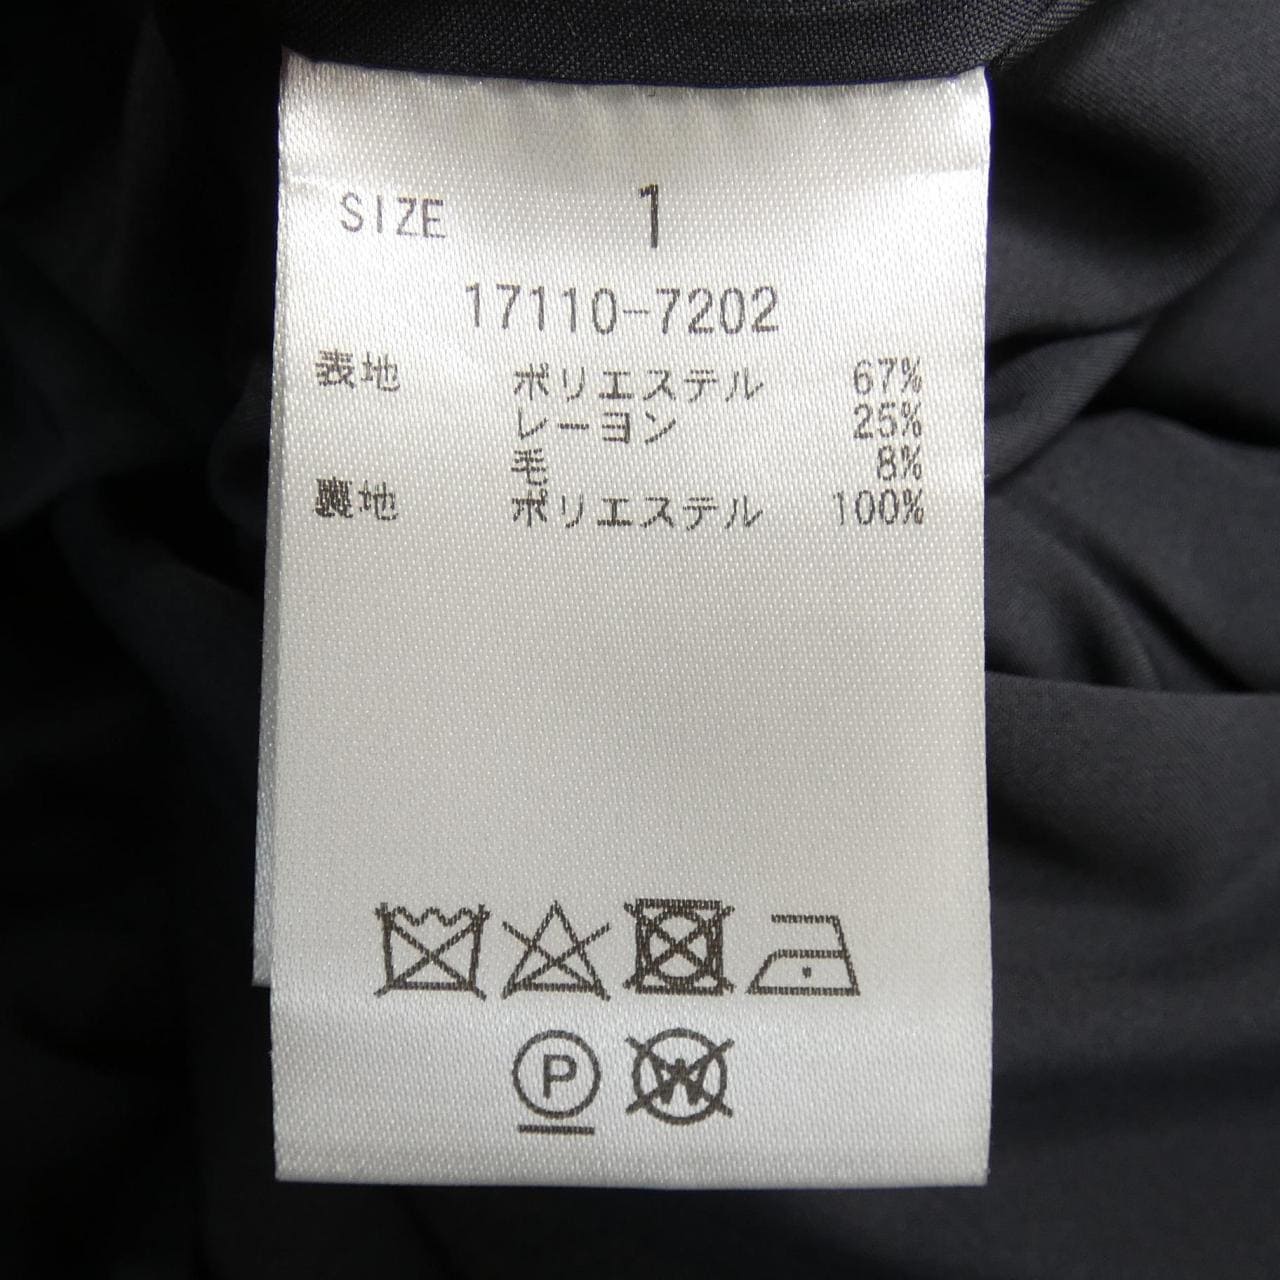 SIZE 1
17110-7202
表地 ポリエステル 67%
レーヨン 25%
毛 8%
裏地 ポリエステル 100%
P W